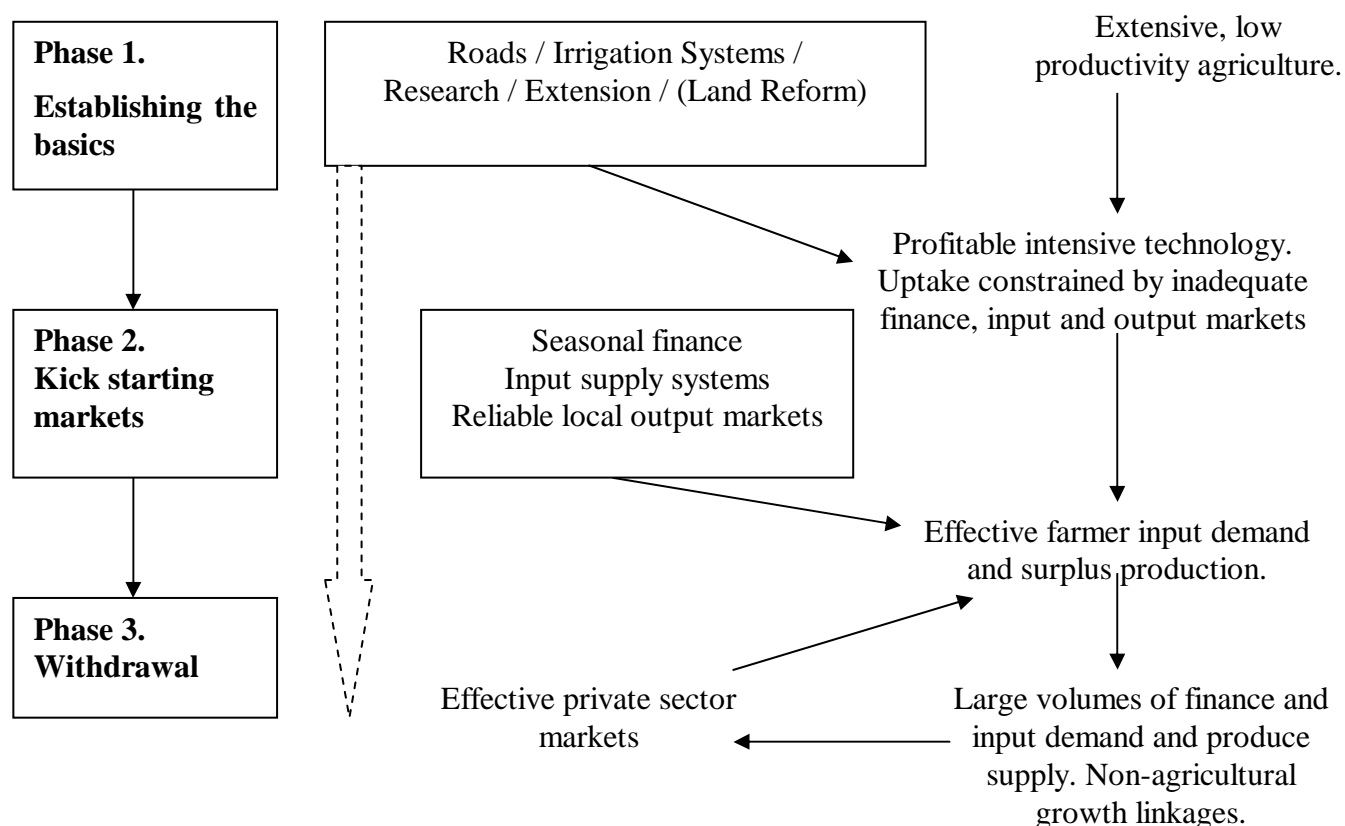 Phase 1.
Establishing the
basics
Roads / Irrigation Systems /
Research / Extension / (Land Reform)
Extensive, low
productivity agriculture.
Profitable intensive technology.
Uptake constrained by inadequate
finance, input and output markets
Phase 2.
Kick starting
markets
Seasonal finance
Input supply systems
Reliable local output markets
Effective farmer input demand
and surplus production.
Phase 3.
Withdrawal
Effective private sector
markets
Large volumes of finance and
input demand and produce
supply. Non-agricultural
growth linkages.